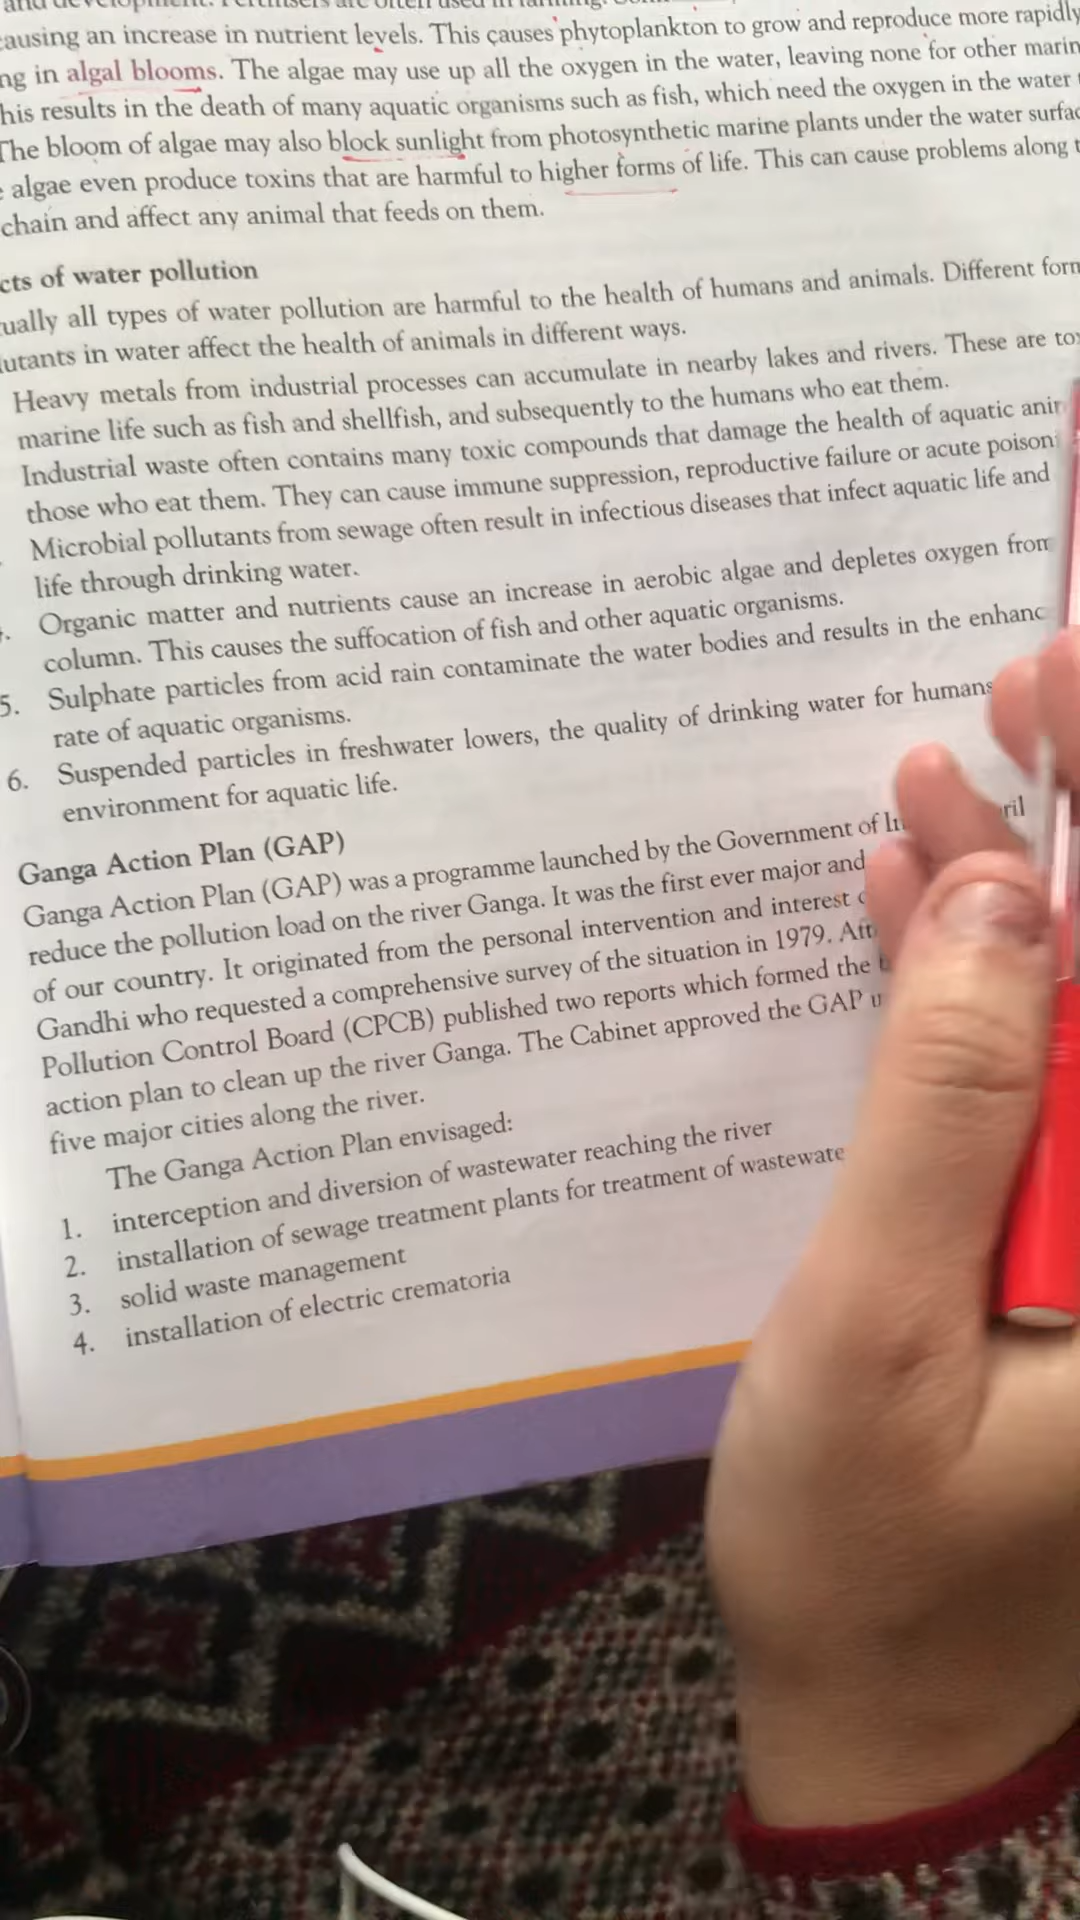 and development. Fertilisers are often used in farming.
causing an increase in nutrient levels. This causes phytoplankton to grow and reproduce more rapidly
ng in algal blooms. The algae may use up all the oxygen in the water, leaving none for other marin
his results in the death of many aquatic organisms such as fish, which need the oxygen in the water
The bloom of algae may also block sunlight from photosynthetic marine plants under the water surfac
algae even produce toxins that are harmful to higher forms of life. This can cause problems along t
chain and affect any animal that feeds on them.
cts of water pollution
tually all types of water pollution are harmful to the health of humans and animals. Different form
lutants in water affect the health of animals in different ways.
Heavy metals from industrial processes can accumulate in nearby lakes and rivers. These are tox
marine life such as fish and shellfish, and subsequently to the humans who eat them.
Industrial waste often contains many toxic compounds that damage the health of aquatic anim
those who eat them. They can cause immune suppression, reproductive failure or acute poisoni
Microbial pollutants from sewage often result in infectious diseases that infect aquatic life and
life through drinking water.
Organic matter and nutrients cause an increase in aerobic algae and depletes oxygen from
column. This causes the suffocation of fish and other aquatic organisms.
5. Sulphate particles from acid rain contaminate the water bodies and results in the enhanc
rate of aquatic organisms.
6. Suspended particles in freshwater lowers, the quality of drinking water for humans
environment for aquatic life.
Ganga Action Plan (GAP)
Ganga Action Plan (GAP) was a programme launched by the Government of In ril
reduce the pollution load on the river Ganga. It was the first ever major and
of our country. It originated from the personal intervention and interest
Gandhi who requested a comprehensive survey of the situation in 1979. Aft
Pollution Control Board (CPCB) published two reports which formed the
action plan to clean up the river Ganga. The Cabinet approved the GAP
five major cities along the river.
The Ganga Action Plan envisaged:
1. interception and diversion of wastewater reaching the river
2. installation of sewage treatment plants for treatment of wastewate
3. solid waste management
4. installation of electric crematoria